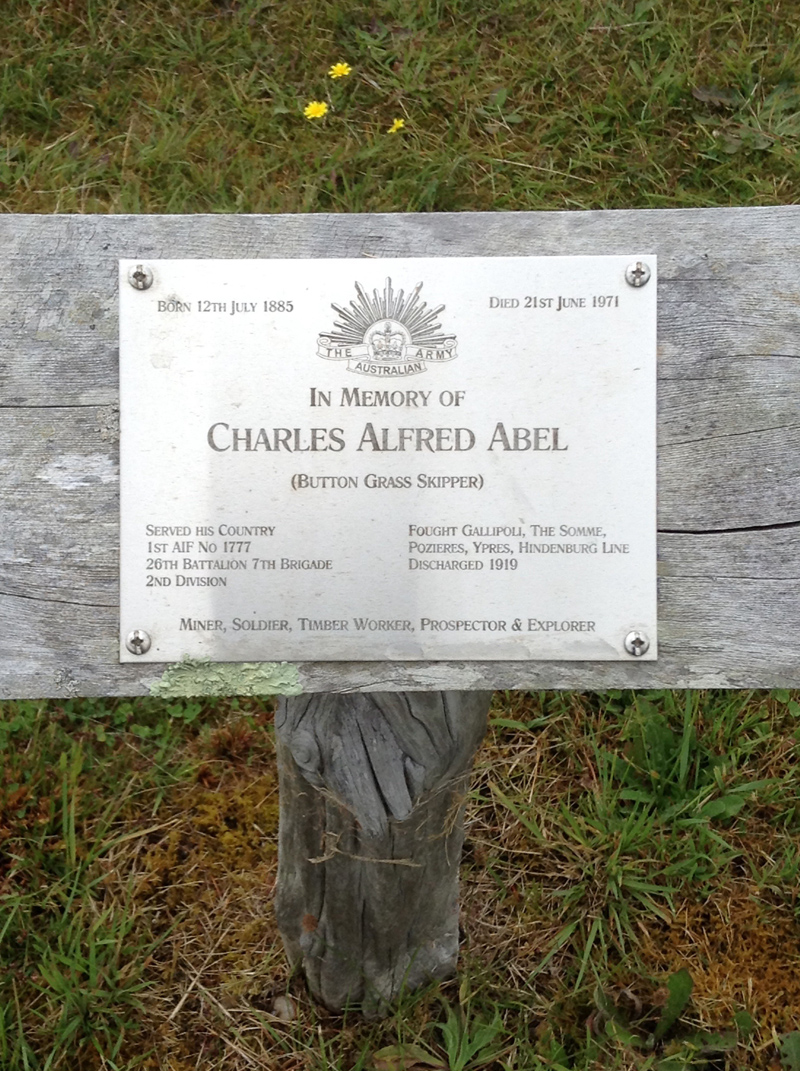 Born 12th July 1885
Died 21st June 1971
THE AUSTRALIAN ARMY
In Memory of
Charles Alfred Abel
(Button Grass Skipper)
Served his Country
1st AIF No 1777
26th Battalion 7th Brigade
2nd Division
Fought Gallipoli, The Somme,
Pozieres, Ypres, Hindenburg Line
Discharged 1919
Miner, Soldier, Timber Worker, Prospector & Explorer